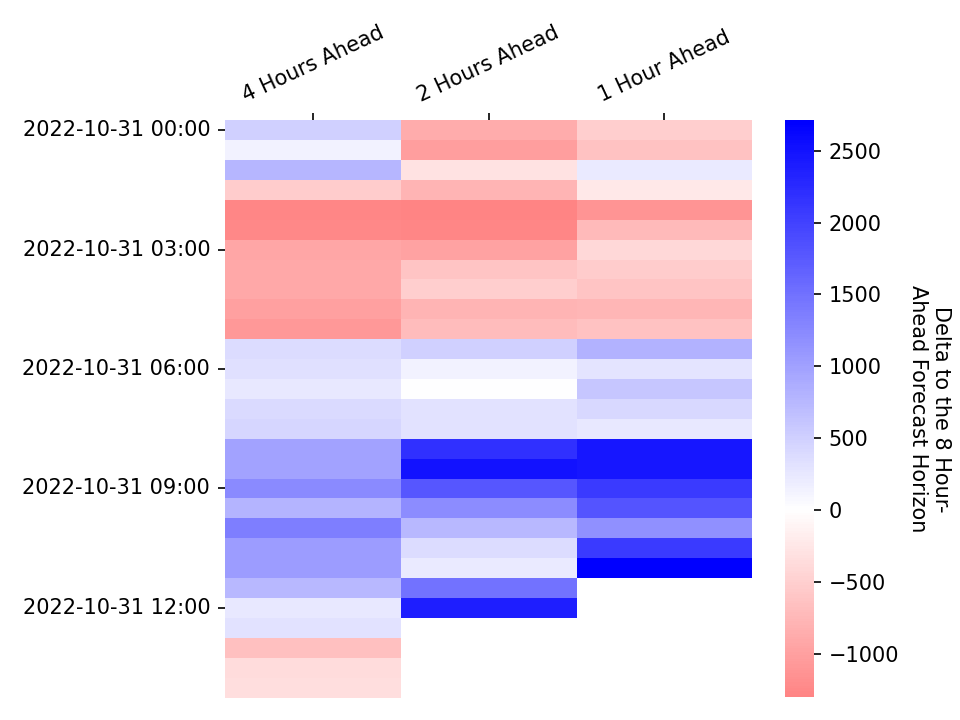 4 Hours Ahead
2 Hours Ahead
1 Hour Ahead
2022-10-31 00:00
2022-10-31 03:00
2022-10-31 06:00
2022-10-31 09:00
2022-10-31 12:00
2500
2000
1500
1000
500
0
−500
−1000
Delta to the 8 Hour-
Ahead Forecast Horizon